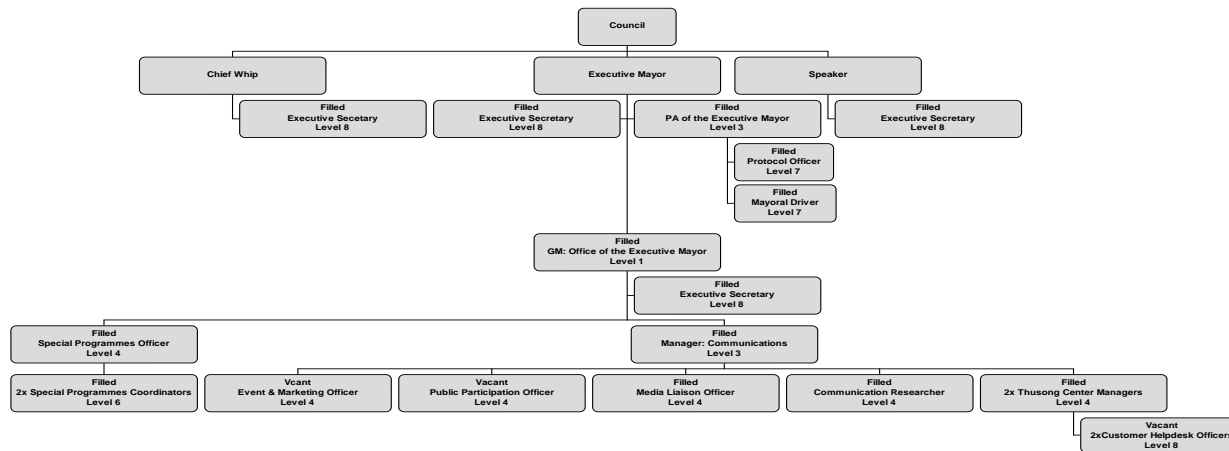 Council
Chief Whip
Executive Mayor
Speaker
Filled
Executive Secetary
Level 8
Filled
Executive Secretary
Level 8
Filled
PA of the Executive Mayor
Level 3
Filled
Executive Secretary
Level 8
Filled
Protocol Officer
Level 7
Filled
Mayoral Driver
Level 7
Filled
GM: Office of the Executive Mayor
Level 1
Filled
Executive Secretary
Level 8
Filled
Special Programmes Officer
Level 4
Filled
Manager: Communications
Level 3
Filled
2x Special Programmes Coordinators
Level 6
Vcant
Event & Marketing Officer
Level 4
Vacant
Public Participation Officer
Level 4
Filled
Media Liaison Officer
Level 4
Filled
Communication Researcher
Level 4
Filled
2x Thusong Center Managers
Level 4
Vacant
2xCustomer Helpdesk Officers
Level 8